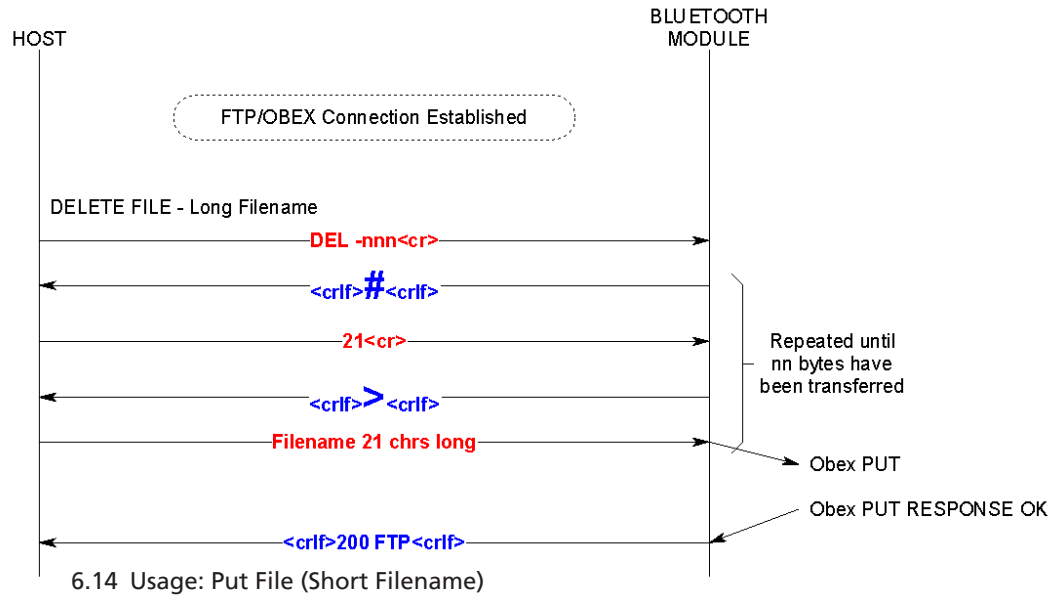 HOST
BLUETOOTH
MODULE
FTP/OBEX Connection Established
DELETE FILE - Long Filename
DEL -nnn<cr>
<crlf>#<crlf>
21<cr>
Repeated until
nn bytes have
been transferred
<crlf>><crlf>
Filename 21 chrs long
Obex PUT
Obex PUT RESPONSE OK
<crlf>200 FTP<crlf>
6.14 Usage: Put File (Short Filename)